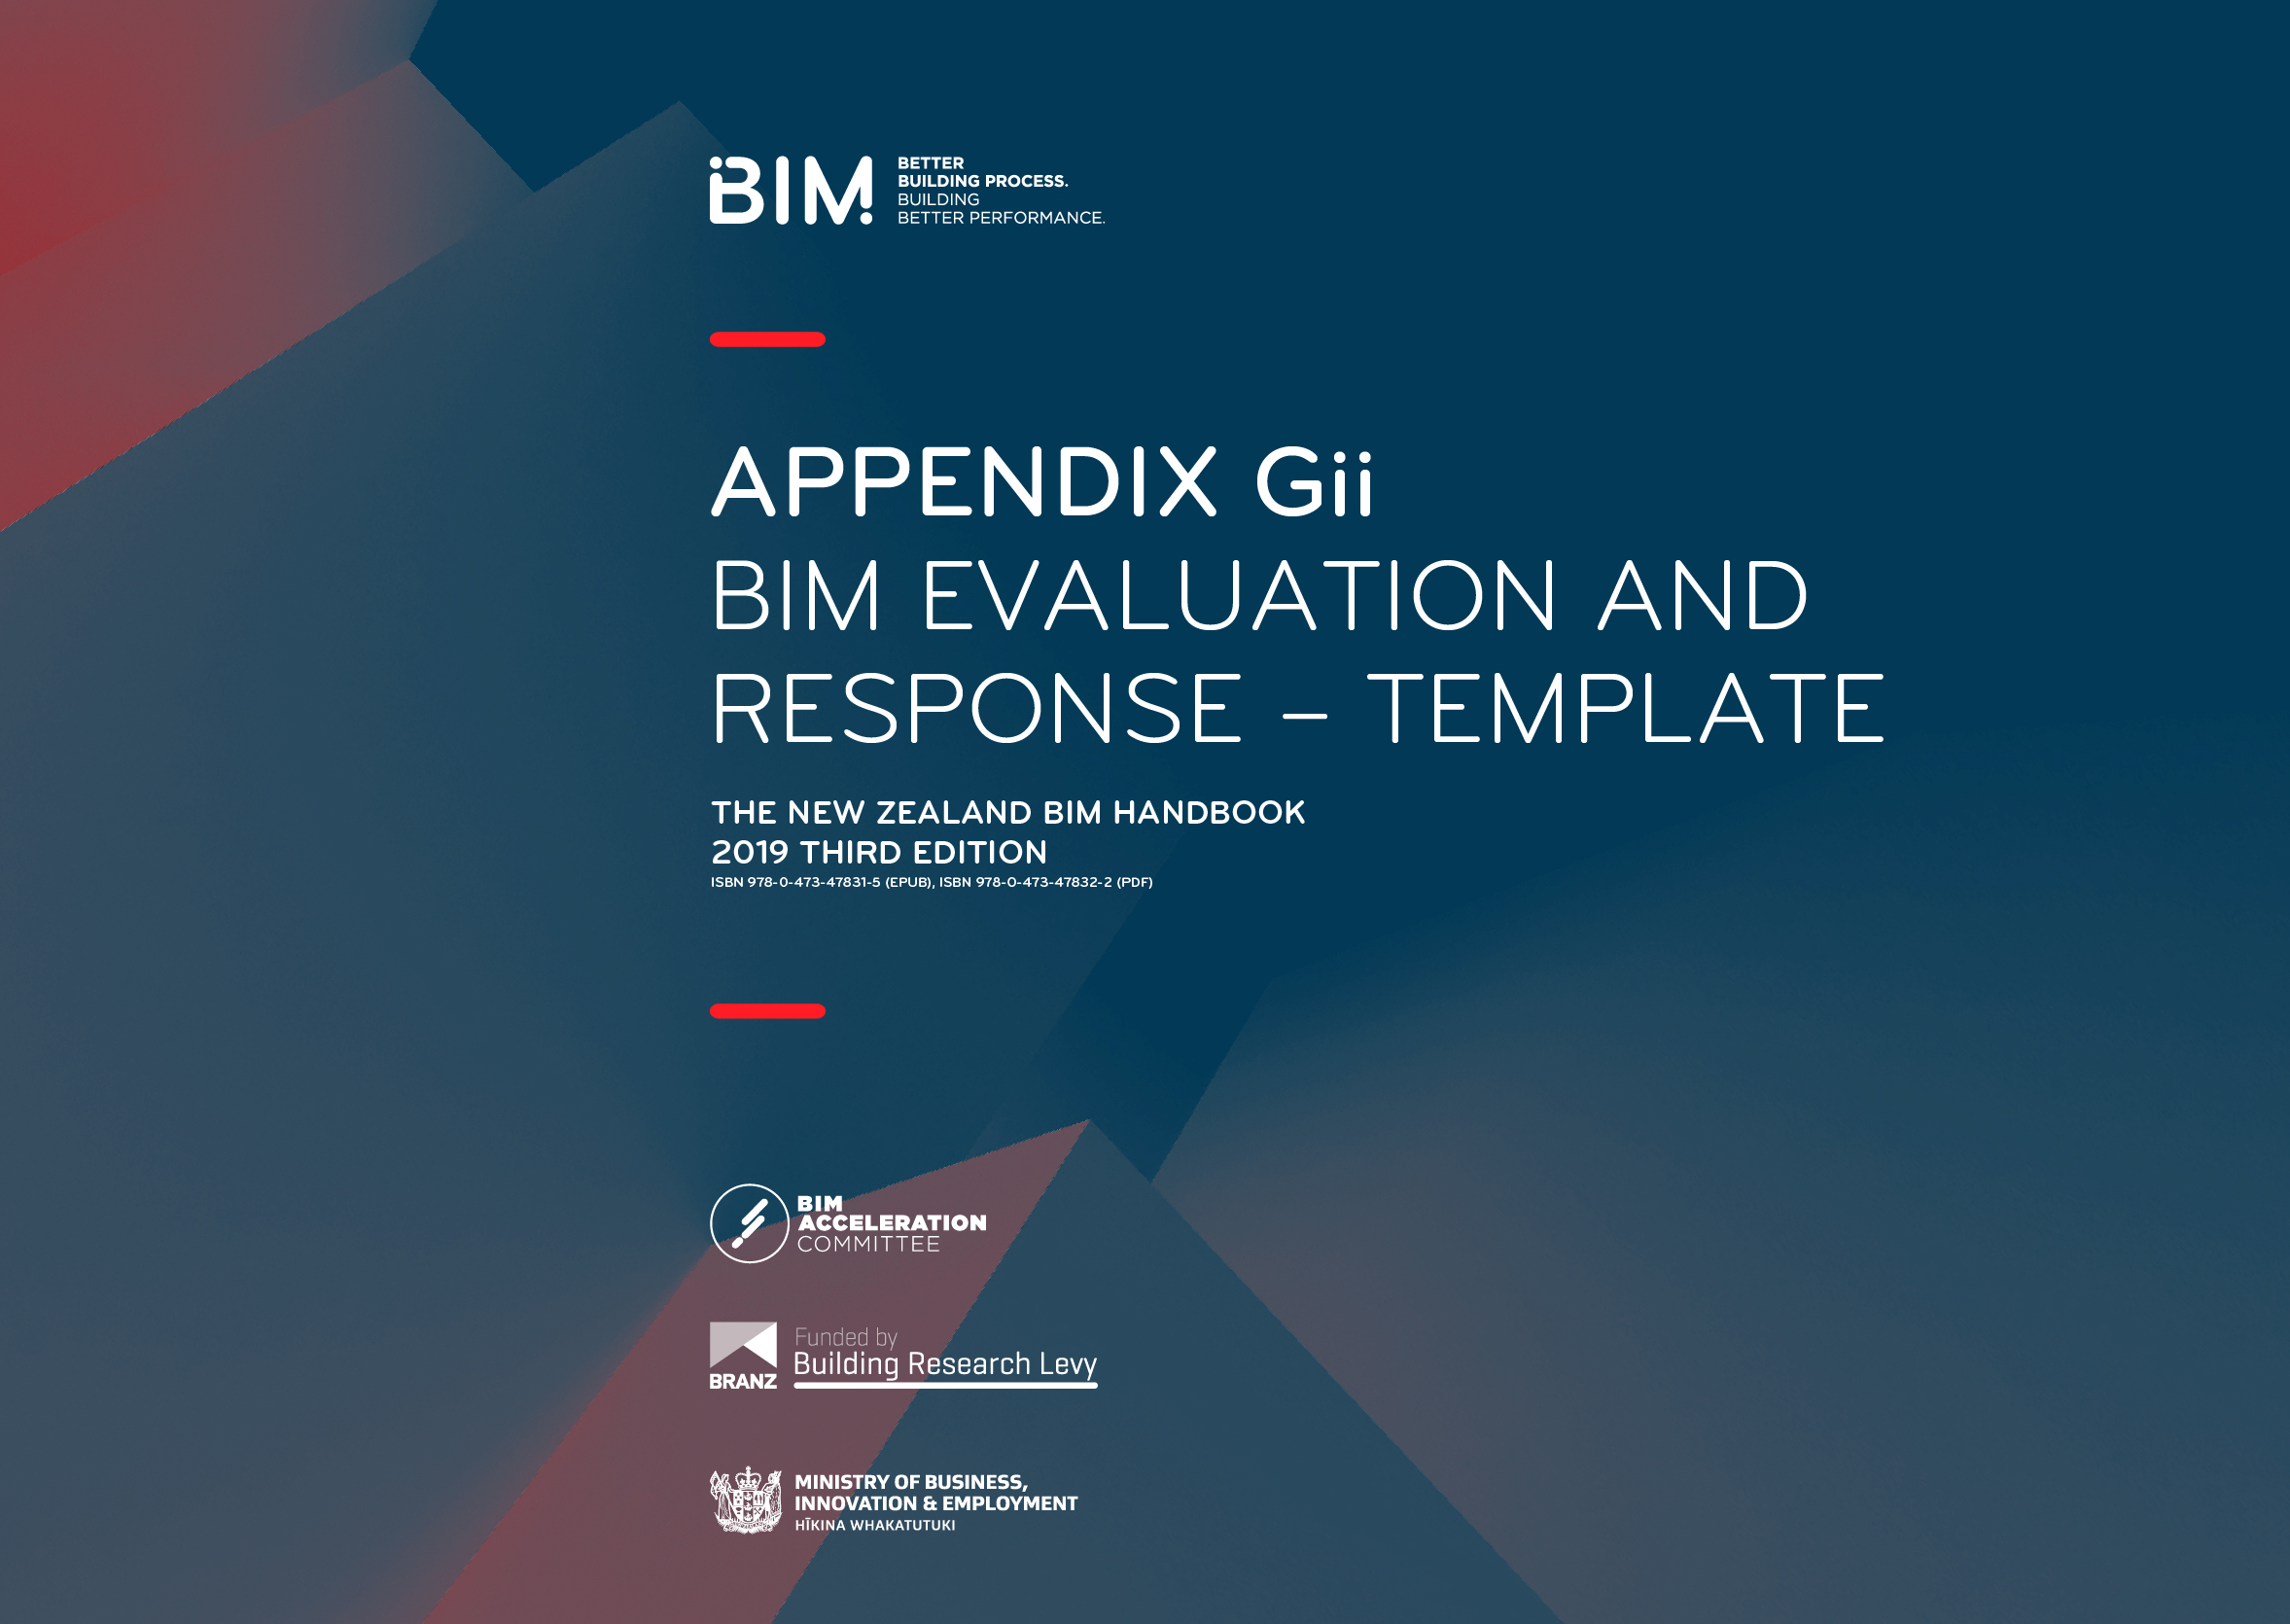 BIM
BETTER
BUILDING PROCESS.
BUILDING
BETTER PERFORMANCE.
APPENDIX Gii
BIM EVALUATION AND
RESPONSE – TEMPLATE
THE NEW ZEALAND BIM HANDBOOK
2019 THIRD EDITION
ISBN 978-0-473-47831-5 (EPUB), ISBN 978-0-473-47832-2 (PDF)
BIM
ACCELERATION
COMMITTEE
BRANZ
Funded by
Building Research Levy
MINISTRY OF BUSINESS,
INNOVATION & EMPLOYMENT
HĪKINA WHAKATUTUKI